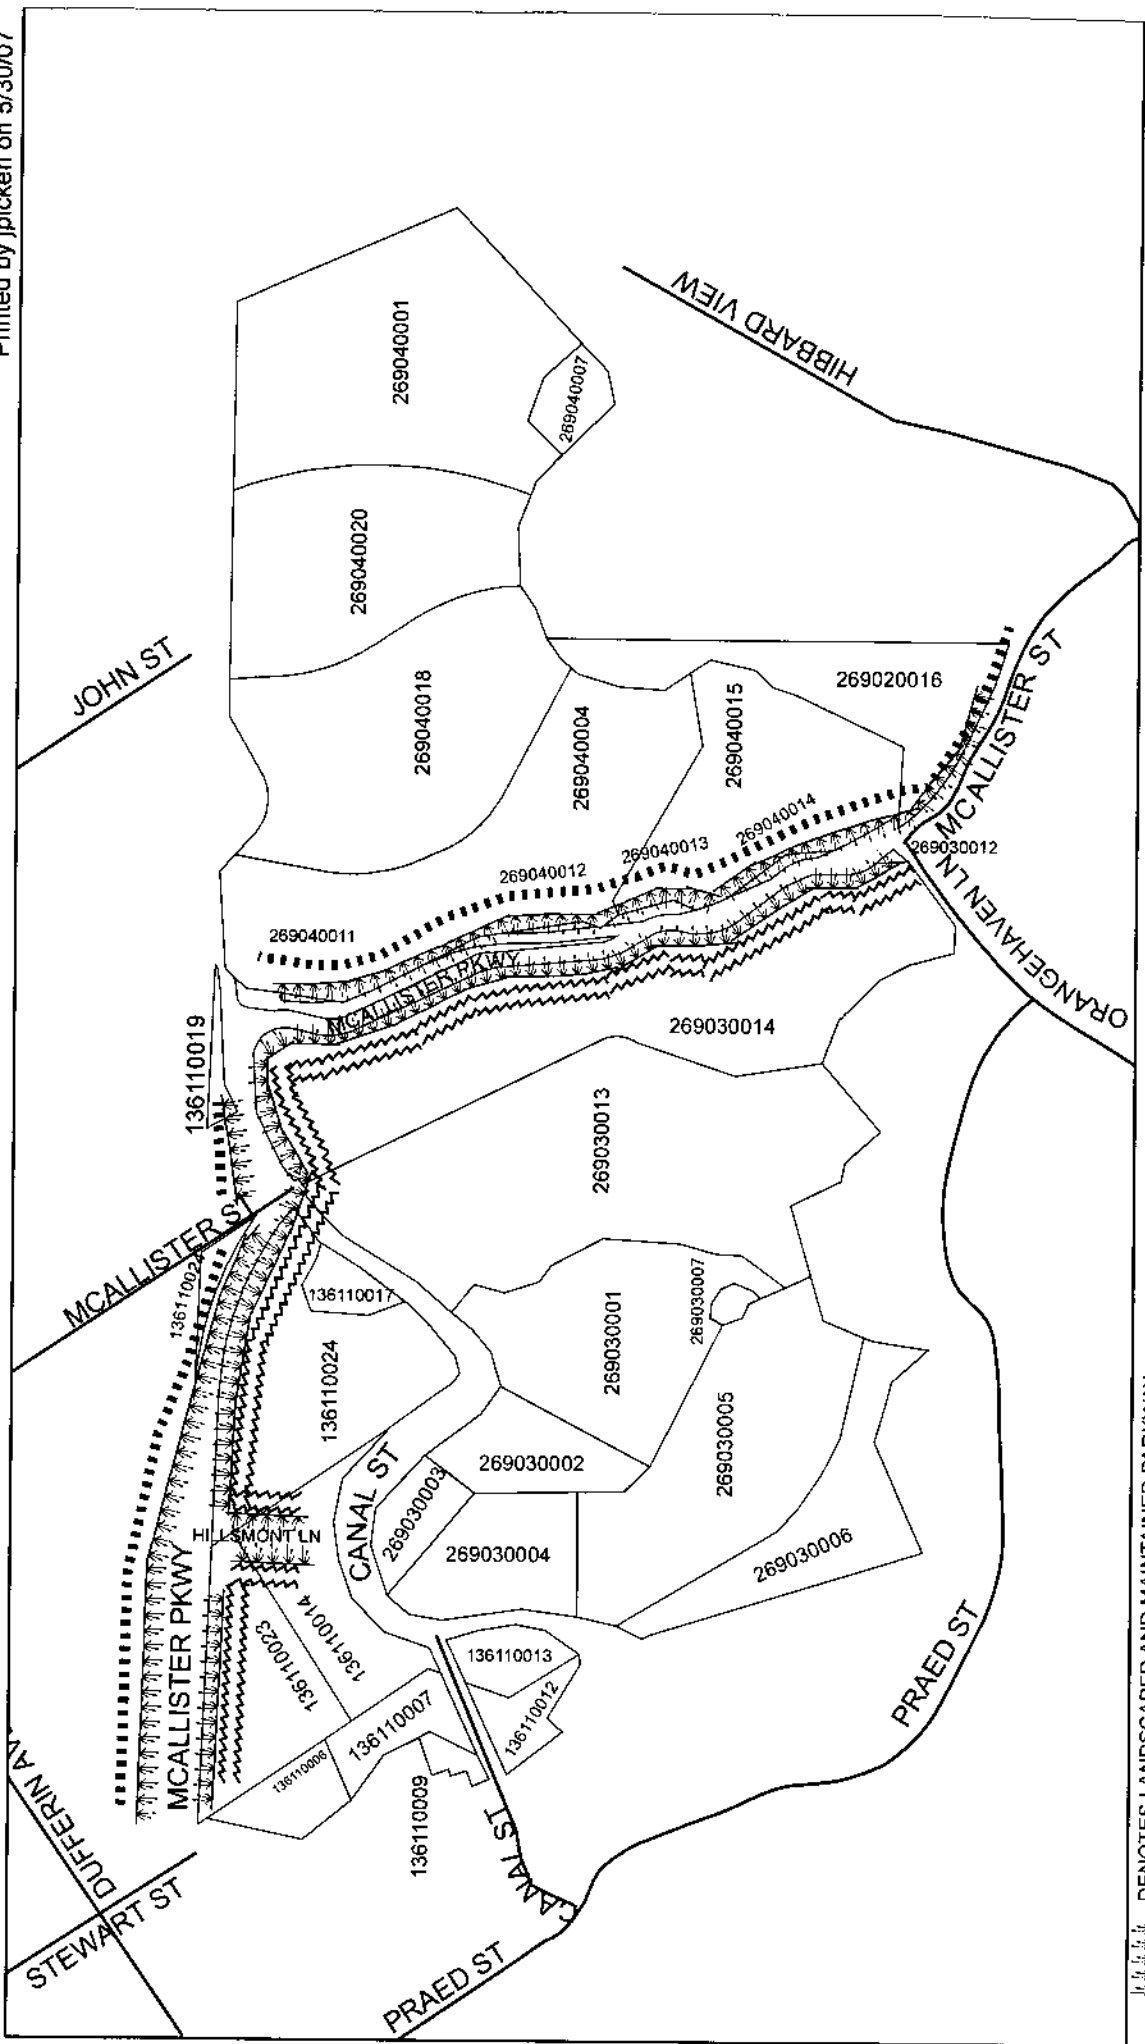 Printed by jpicken on 5/30/07
JOHN ST
HIBBARD VIEW
269040001
269040007
269040020
269040018
269040004
269040015
269020016
MCALLISTER ST
269040014
269040013
269040012
269040011
MCALLISTER PKWY
269030012
ORANGEHAVEN LN
269030014
136110019
269030013
MCALLISTER ST
136110024
136110017
136110024
269030001
269030007
269030005
269030002
269030003
269030004
269030006
CANAL ST
HILLSMONT LN
MCALLISTER PKWY
136110023
136110014
136110013
136110012
136110007
136110006
136110009
CANAL ST
PRAED ST
PRAED ST
DUFFERIN AV
STEWART ST
DENOTES LANDSCAPED AND MAINTAINED PARKWAY